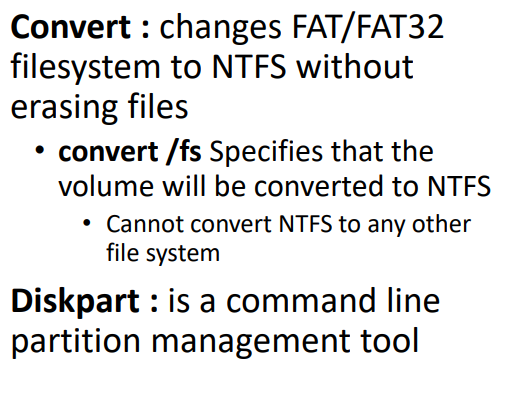 Convert : changes FAT/FAT32
filesystem to NTFS without
erasing files
• convert /fs Specifies that the
volume will be converted to NTFS
• Cannot convert NTFS to any other
file system
Diskpart : is a command line
partition management tool